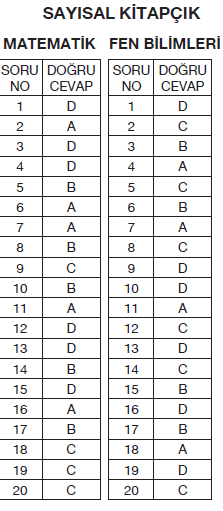 SAYISAL KİTAPÇIK
MATEMATİK FEN BİLİMLERİ
SORU NO DOĞRU CEVAP SORU NO DOĞRU CEVAP
1 D 1 D
2 A 2 C
3 D 3 B
4 D 4 A
5 B 5 C
6 A 6 B
7 A 7 A
8 B 8 C
9 C 9 D
10 B 10 D
11 A 11 A
12 D 12 C
13 D 13 D
14 B 14 C
15 D 15 B
16 A 16 D
17 B 17 B
18 C 18 A
19 C 19 D
20 C 20 C